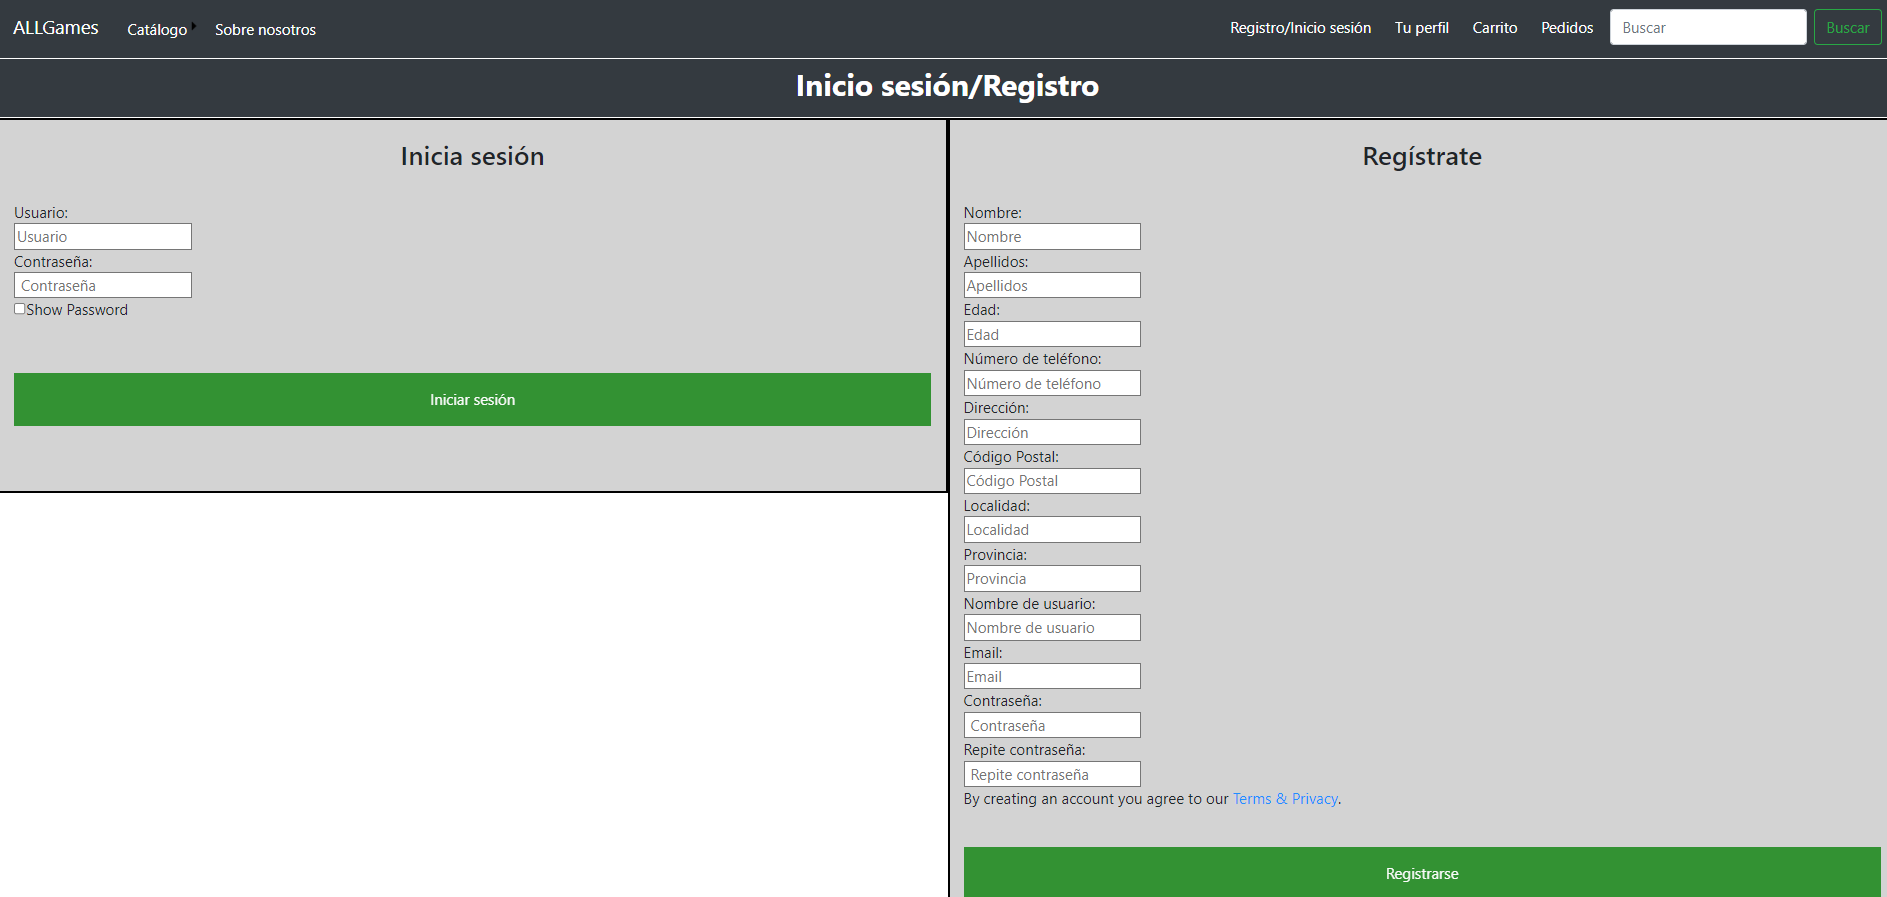 ALLGames Catálogo Sobre nosotros Registro/Inicio sesión Tu perfil Carrito Pedidos Buscar Buscar
Inicio sesión/Registro
Inicia sesión
Usuario:
Usuario
Contraseña:
Contraseña
Show Password
Iniciar sesión
Regístrate
Nombre:
Nombre
Apellidos:
Apellidos
Edad:
Edad
Número de teléfono:
Número de teléfono
Dirección:
Dirección
Código Postal:
Código Postal
Localidad:
Localidad
Provincia:
Provincia
Nombre de usuario:
Nombre de usuario
Email:
Email
Contraseña:
Contraseña
Repite contraseña:
Repite contraseña
By creating an account you agree to our Terms & Privacy.
Registrarse